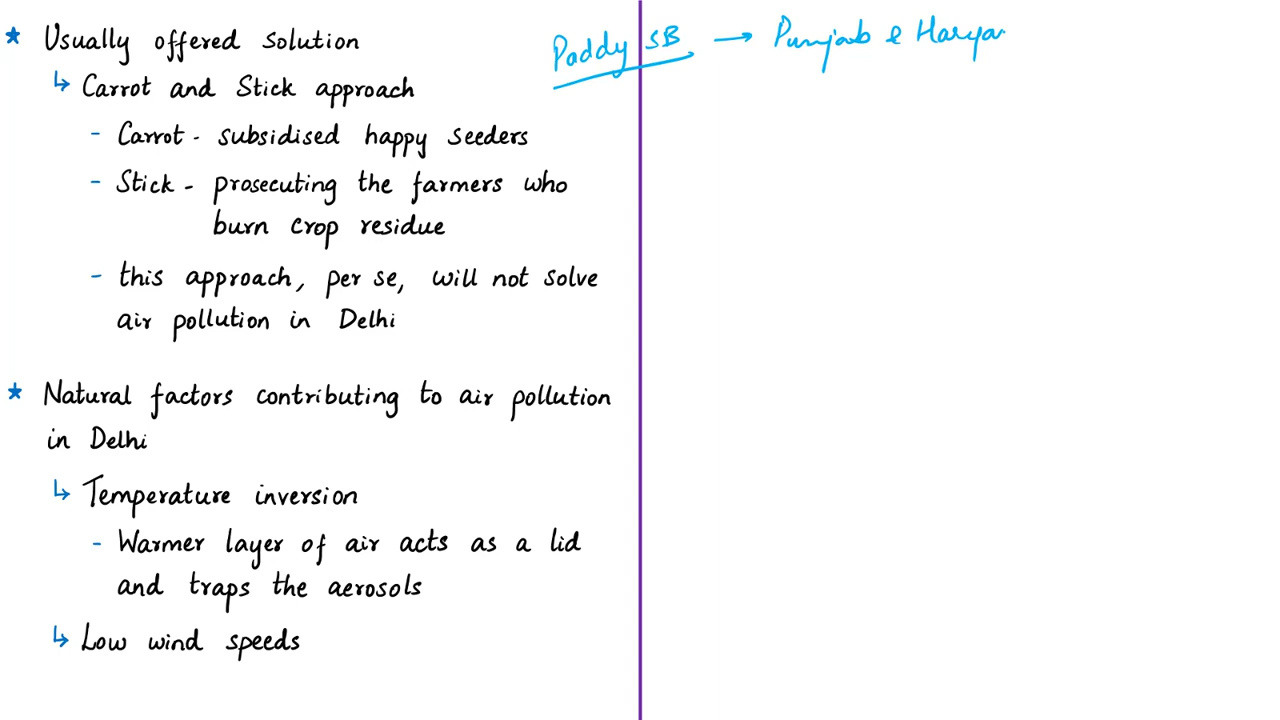 * Usually offered solution
↳ Carrot and Stick approach
- Carrot - subsidised happy seeders
- Stick - prosecuting the farmers who
burn crop residue
- this approach, per se, will not solve
air pollution in Delhi
* Natural factors contributing to air pollution
in Delhi
↳ Temperature inversion
- Warmer layer of air acts as a lid
and traps the aerosols
↳ Low wind speeds
Paddy SB → Punjab & Harya